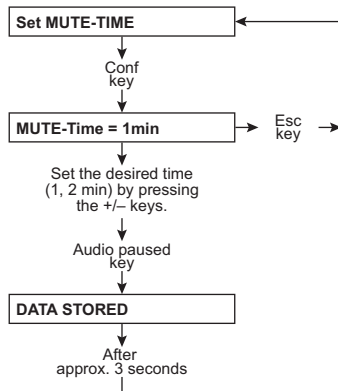 Set MUTE-TIME
Conf
key
MUTE-Time = 1min
Esc
key
Set the desired time
(1, 2 min) by pressing
the +/– keys.
Audio paused
key
DATA STORED
After
approx. 3 seconds